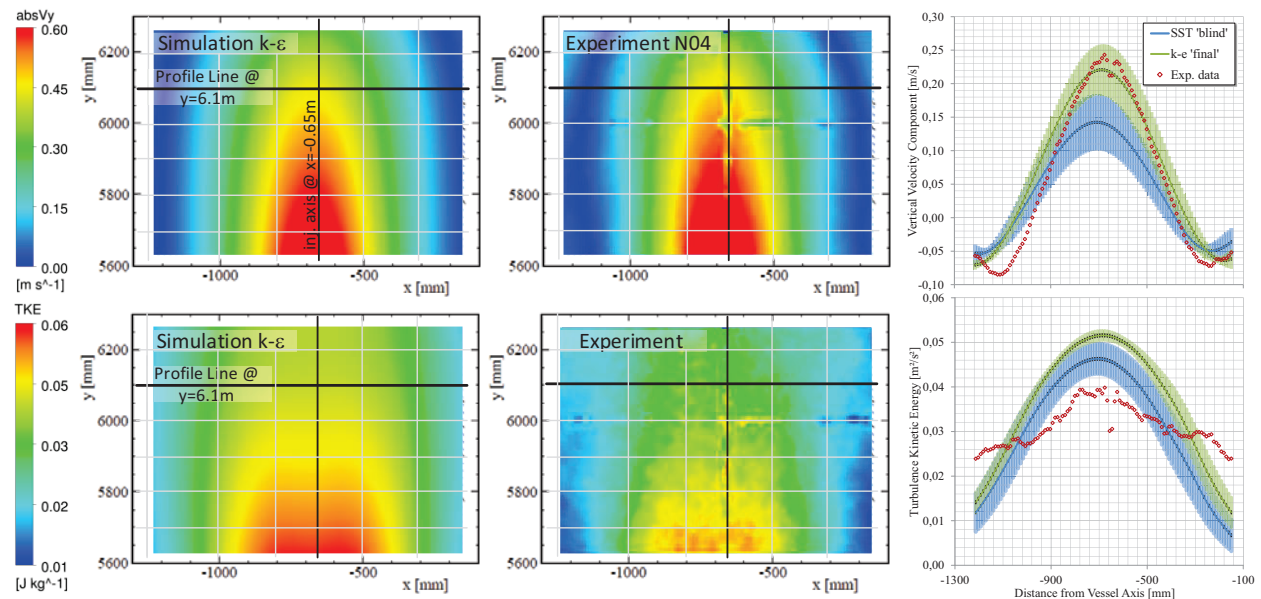 absVy
0.60
0.45
0.30
0.15
0.00
[m s^-1]
y [mm]
6200
6000
5800
5600
Simulation k-ε
Profile Line @
y=6.1m
inj. axis @ x=-0.65m
-1000
-500
x [mm]
y [mm]
6200
6000
5800
5600
Experiment N04
-1000
-500
x [mm]
Vertical Velocity Component [m/s]
0,30
0,25
0,20
0,15
0,10
0,05
0,00
-0,05
-0,10
SST 'blind'
k-e 'final'
Exp. data
TKE
0.06
0.05
0.03
0.02
0.01
[J kg^-1]
y [mm]
6200
6000
5800
5600
Simulation k-ε
Profile Line @
y=6.1m
-1000
-500
x [mm]
y [mm]
6200
6000
5800
5600
Experiment
-1000
-500
x [mm]
Turbulence Kinetic Energy [m²/s²]
0,06
0,05
0,04
0,03
0,02
0,01
0,00
-1300
-900
-500
-100
Distance from Vessel Axis [mm]